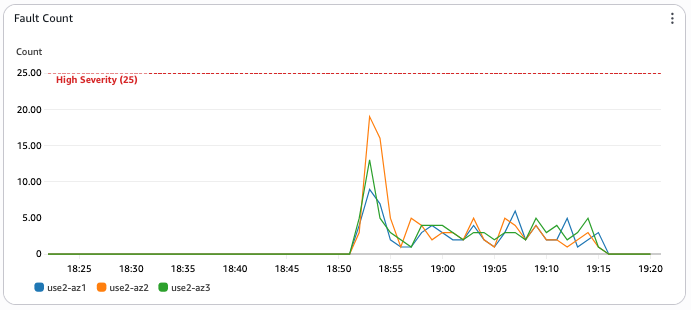 Fault Count
Count
25.00
High Severity (25)
20.00
15.00
10.00
5.00
0
18:25 18:30 18:35 18:40 18:45 18:50 18:55 19:00 19:05 19:10 19:15 19:20
use2-az1 use2-az2 use2-az3